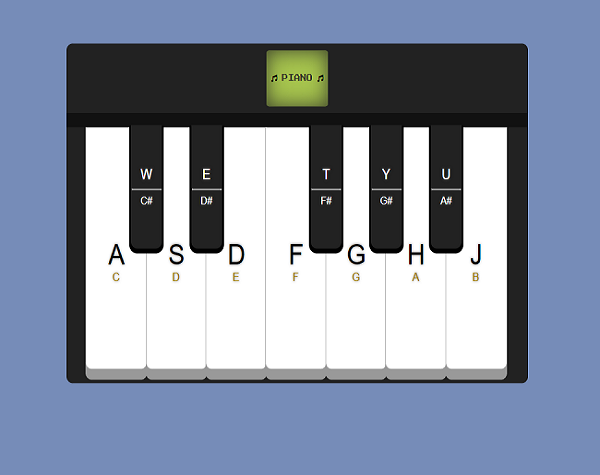 ♫ PIANO ♫
W E T Y U
C# D# F# G# A#
A S D F G H J
C D E F G A B